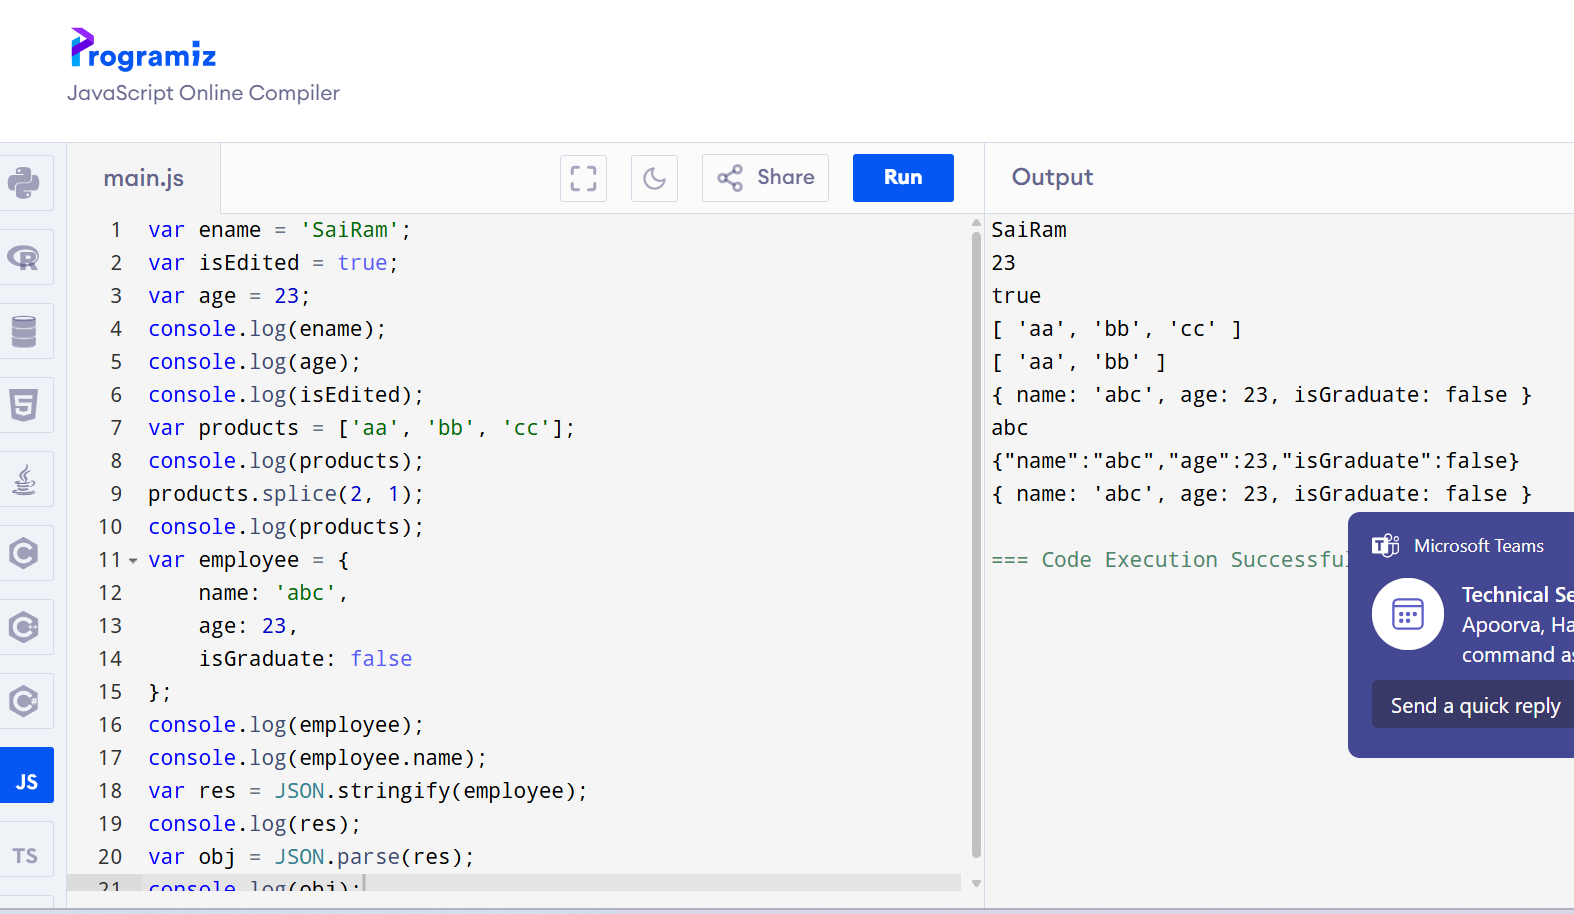 Programiz
JavaScript Online Compiler
main.js
Share
Run
Output
1 var ename = 'SaiRam';
2 var isEdited = true;
3 var age = 23;
4 console.log(ename);
5 console.log(age);
6 console.log(isEdited);
7 var products = ['aa', 'bb', 'cc'];
8 console.log(products);
9 products.splice(2, 1);
10 console.log(products);
11 var employee = {
12 name: 'abc',
13 age: 23,
14 isGraduate: false
15 };
16 console.log(employee);
17 console.log(employee.name);
18 var res = JSON.stringify(employee);
19 console.log(res);
20 var obj = JSON.parse(res);
21 console.log(obj);
SaiRam
23
true
[ 'aa', 'bb', 'cc' ]
[ 'aa', 'bb' ]
{ name: 'abc', age: 23, isGraduate: false }
abc
{"name":"abc","age":23,"isGraduate":false}
{ name: 'abc', age: 23, isGraduate: false }
=== Code Execution
Microsoft Teams
Technical
Apoorva,
command
Send a quick reply
R
5
C
C++
C#
JS
TS